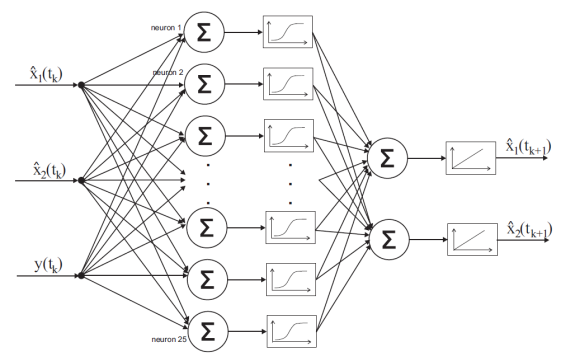 neuron 1
Σ
x̂₁(tₖ)
neuron 2
Σ
Σ
Σ
x̂₁(tₖ₊₁)
x̂₂(tₖ)
Σ
Σ
x̂₂(tₖ₊₁)
y(tₖ)
Σ
neuron 25
Σ